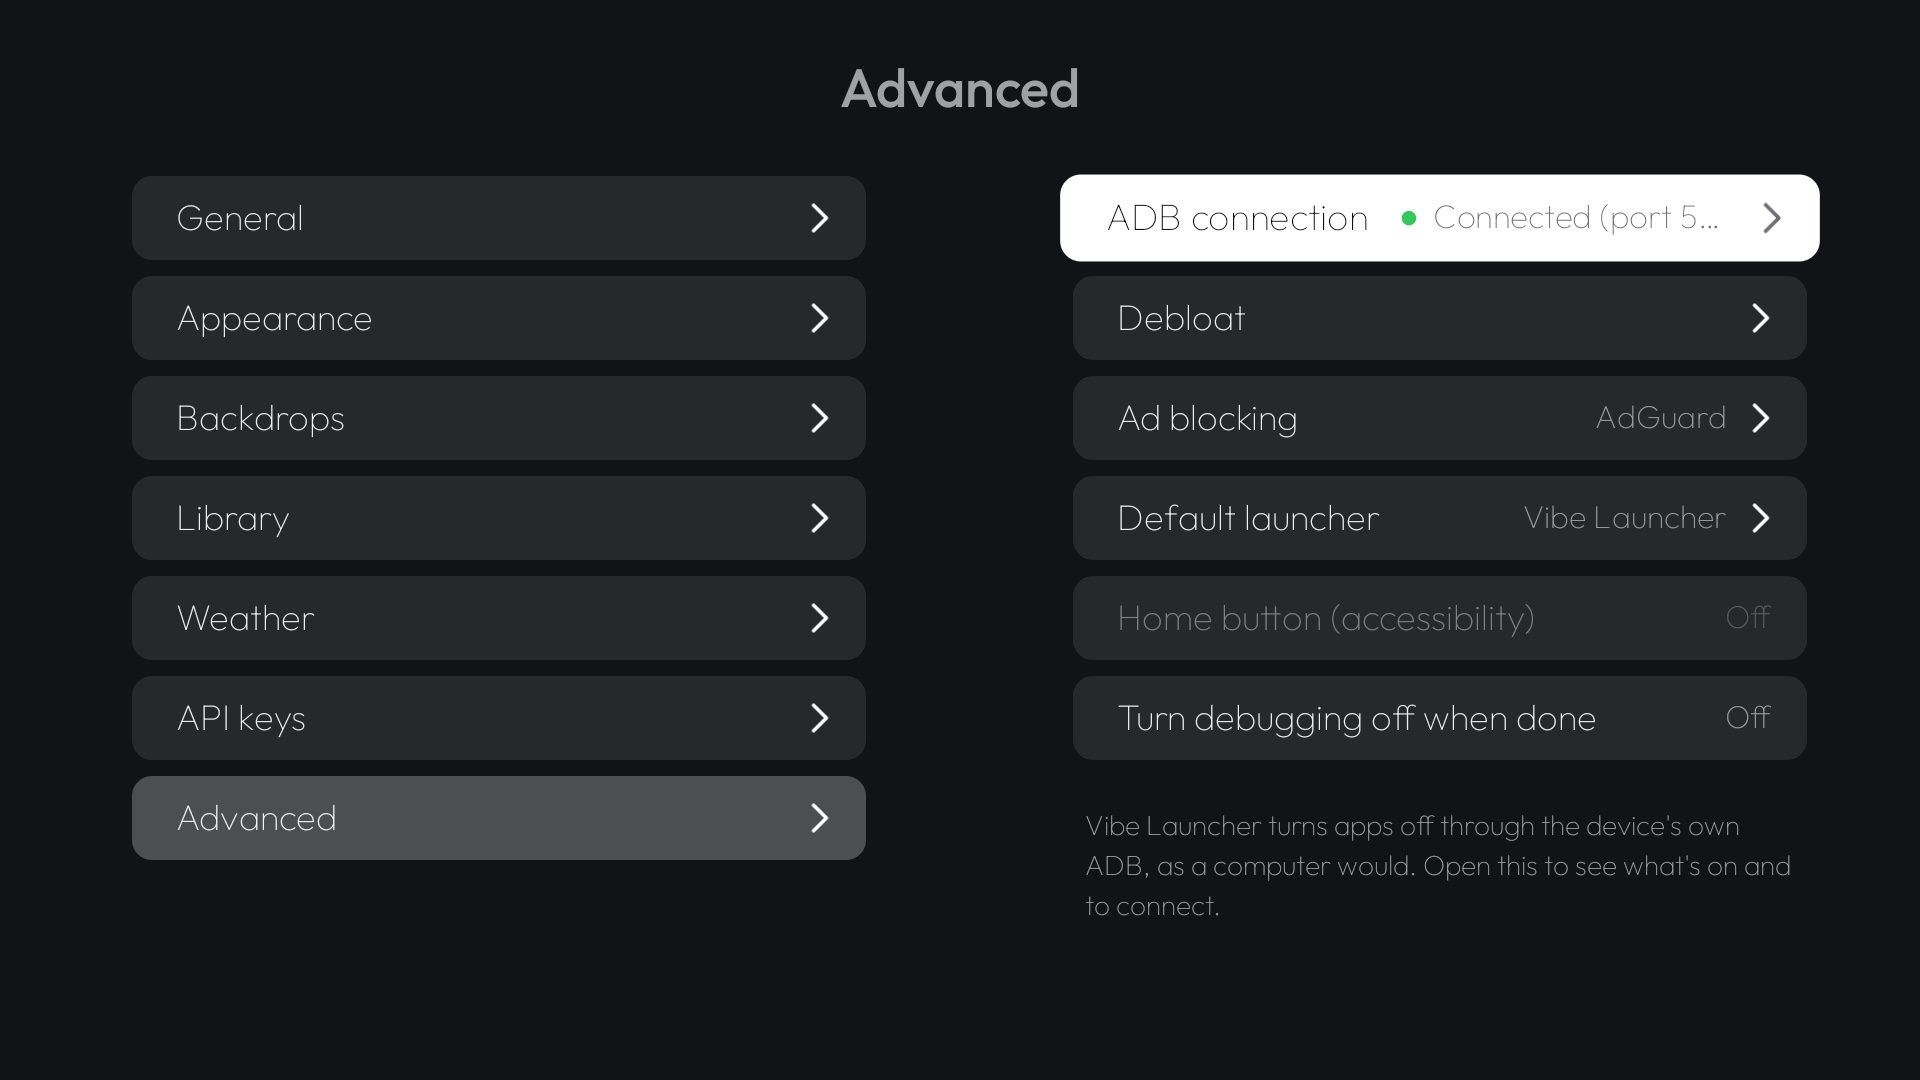 Advanced
General
Appearance
Backdrops
Library
Weather
API keys
Advanced
ADB connection Connected (port 5...
Debloat
Ad blocking AdGuard
Default launcher Vibe Launcher
Home button (accessibility) Off
Turn debugging off when done Off
Vibe Launcher turns apps off through the device's own
ADB, as a computer would. Open this to see what's on and
to connect.